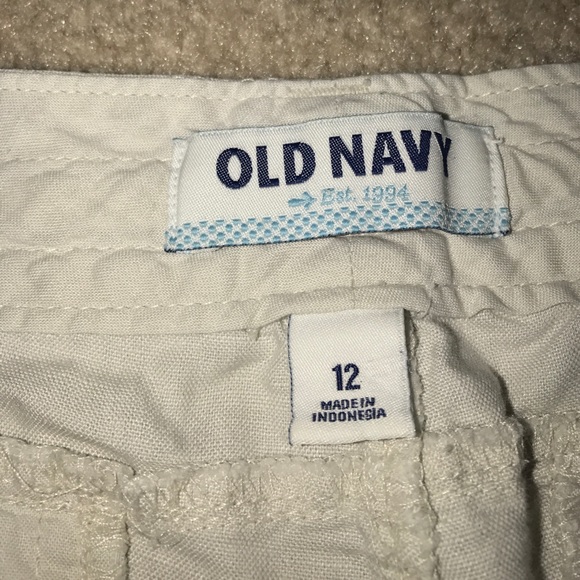 OLD NAVY
Est. 1994
12
MADE IN
INDONESIA